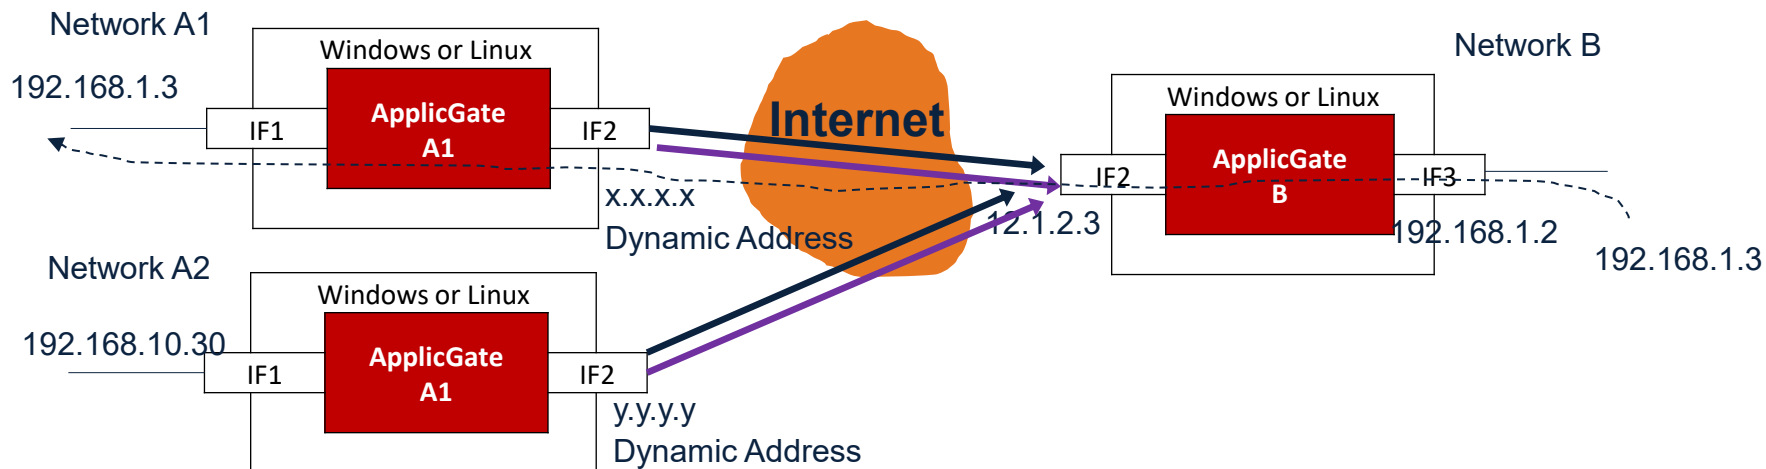 Network A1
Windows or Linux
192.168.1.3
IF1
ApplicGate
A1
IF2
x.x.x.x
Dynamic Address
Internet
Network B
Windows or Linux
IF2
ApplicGate
B
IF3
12.1.2.3
192.168.1.2
192.168.1.3
Network A2
Windows or Linux
192.168.10.30
IF1
ApplicGate
A1
IF2
y.y.y.y
Dynamic Address